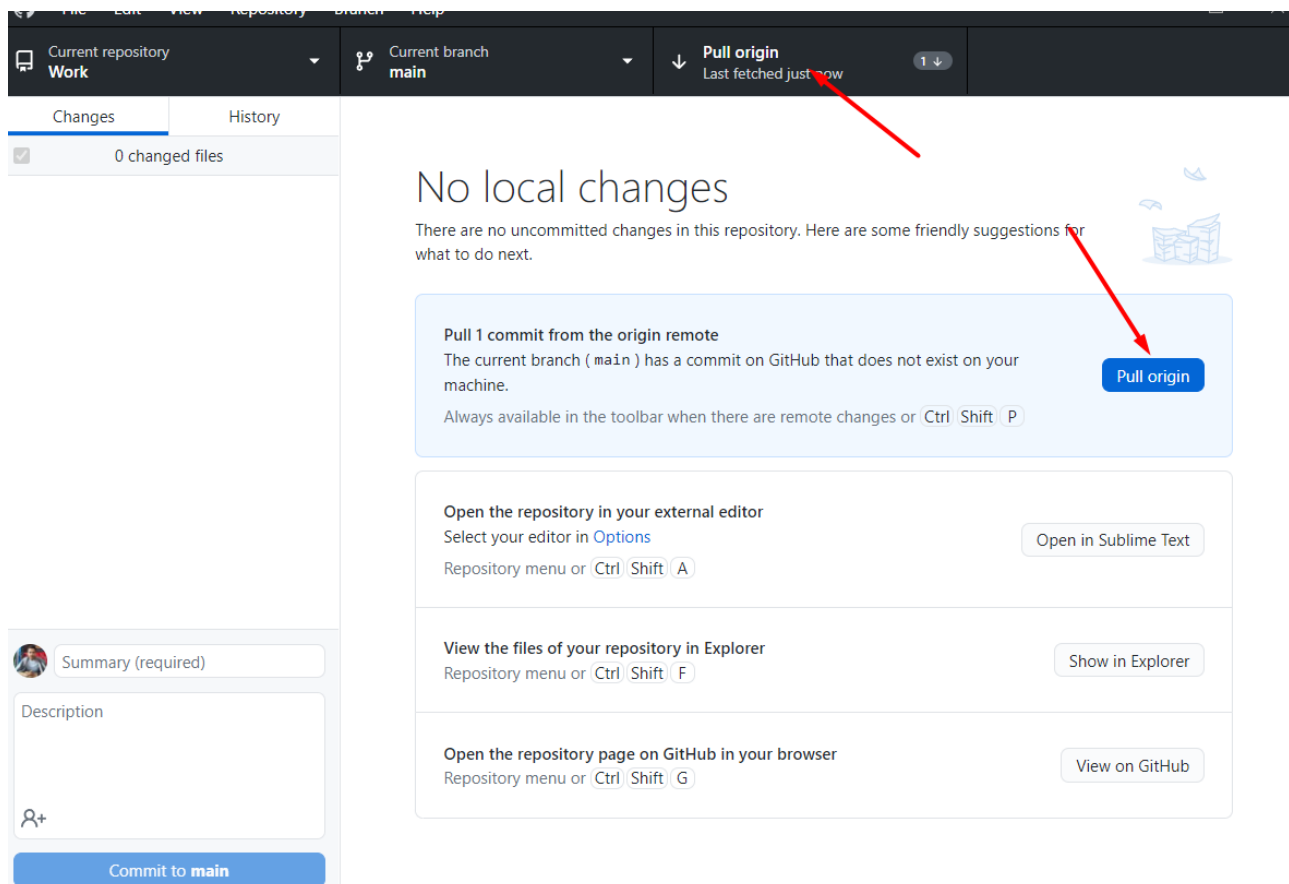 File Edit View Repository Branch Help
Current repository
Work
Current branch
main
Pull origin
Last fetched just now
1
Changes
History
0 changed files
No local changes
There are no uncommitted changes in this repository. Here are some friendly suggestions for
what to do next.
Pull 1 commit from the origin remote
The current branch ( main ) has a commit on GitHub that does not exist on your
machine.
Always available in the toolbar when there are remote changes or Ctrl Shift P
Pull origin
Open the repository in your external editor
Select your editor in Options
Repository menu or Ctrl Shift A
Open in Sublime Text
View the files of your repository in Explorer
Repository menu or Ctrl Shift F
Show in Explorer
Open the repository page on GitHub in your browser
Repository menu or Ctrl Shift G
View on GitHub
Summary (required)
Description
Commit to main